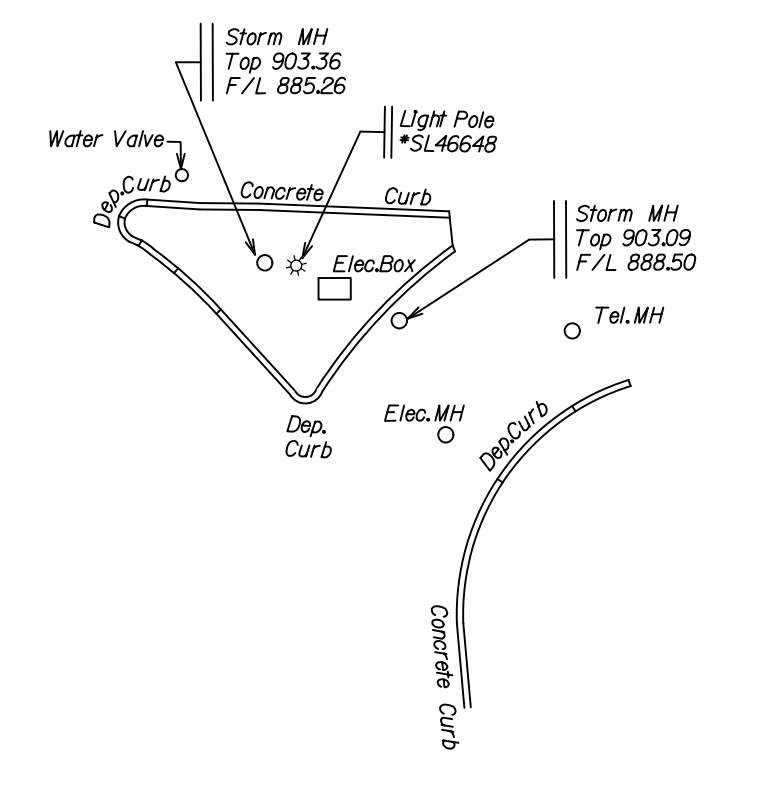 Storm MH
Top 903.36
F/L 885.26
Light Pole
*SL46648
Water Valve
Dep.Curb
Concrete Curb
Storm MH
Top 903.09
F/L 888.50
Elec.Box
Tel.MH
Elec.MH
Dep.
Curb
Dep.Curb
Concrete Curb